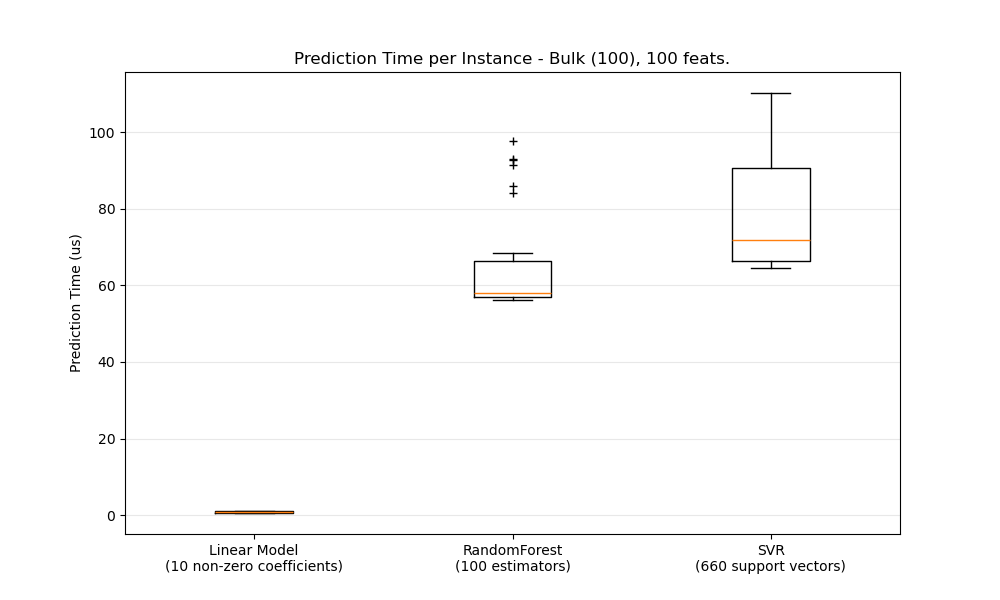 Prediction Time per Instance - Bulk (100), 100 feats.
Prediction Time (us)
100
80
60
40
20
0
Linear Model
(10 non-zero coefficients)
RandomForest
(100 estimators)
SVR
(660 support vectors)